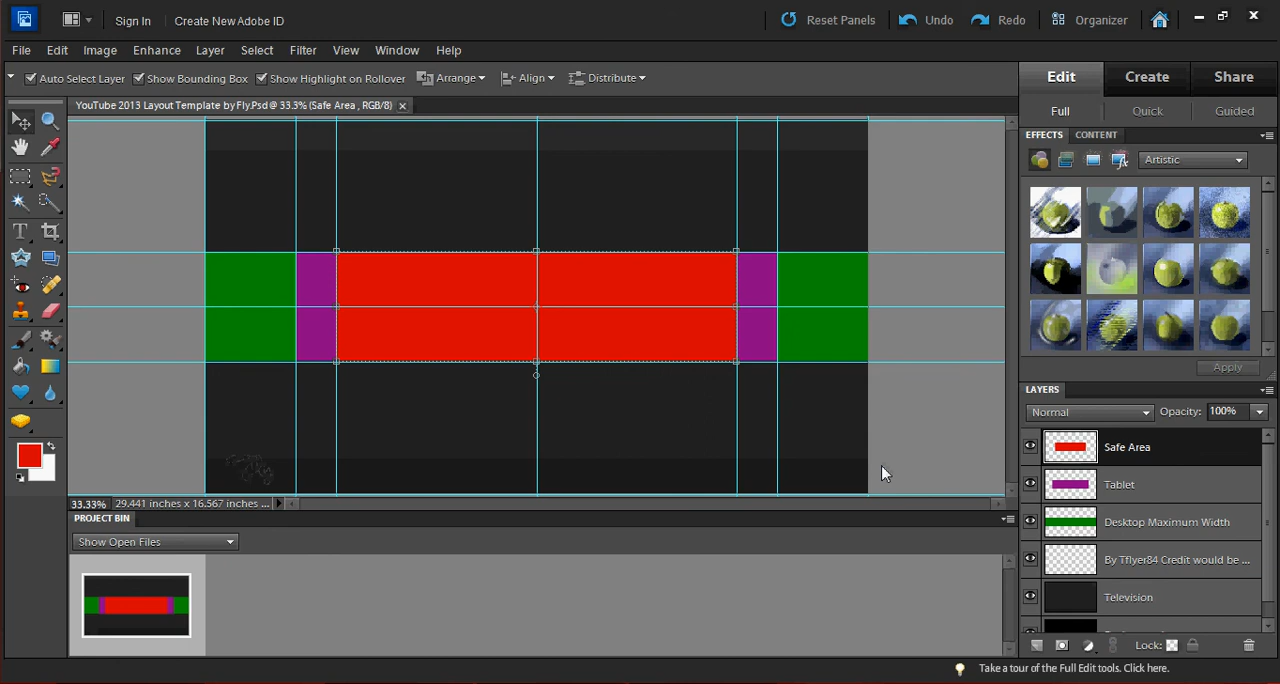 Sign In Create New Adobe ID Reset Panels Undo Redo Organizer
File Edit Image Enhance Layer Select Filter View Window Help
Auto Select Layer Show Bounding Box Show Highlight on Rollover Arrange Align Distribute
Edit Create Share
YouTube 2013 Layout Template by Fly.Psd @ 33.3% (Safe Area , RGB/8)
Full Quick Guided
EFFECTS CONTENT
Artistic
Apply
LAYERS
Normal Opacity: 100%
Safe Area
Tablet
Desktop Maximum Width
By Tflyer84 Credit would be ...
Television
Lock:
33.33% 29.441 inches x 16.567 inches ...
PROJECT BIN
Show Open Files
Take a tour of the Full Edit tools. Click here.